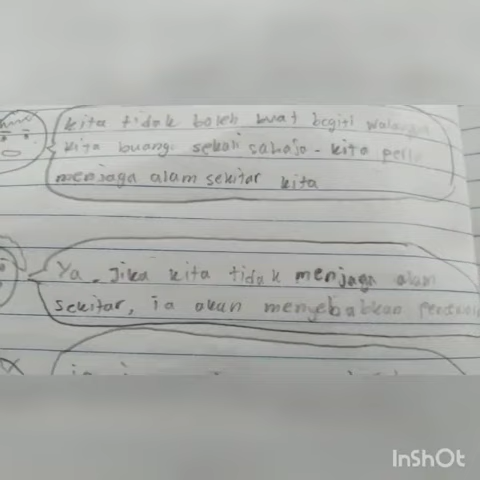 kita tidak boleh buat begitu walaupun
kita buang sekali sahaja. kita perlu
menjaga alam sekitar kita
Ya. Jika kita tidak menjaga alam
sekitar, ia akan menyebabkan
InShOt